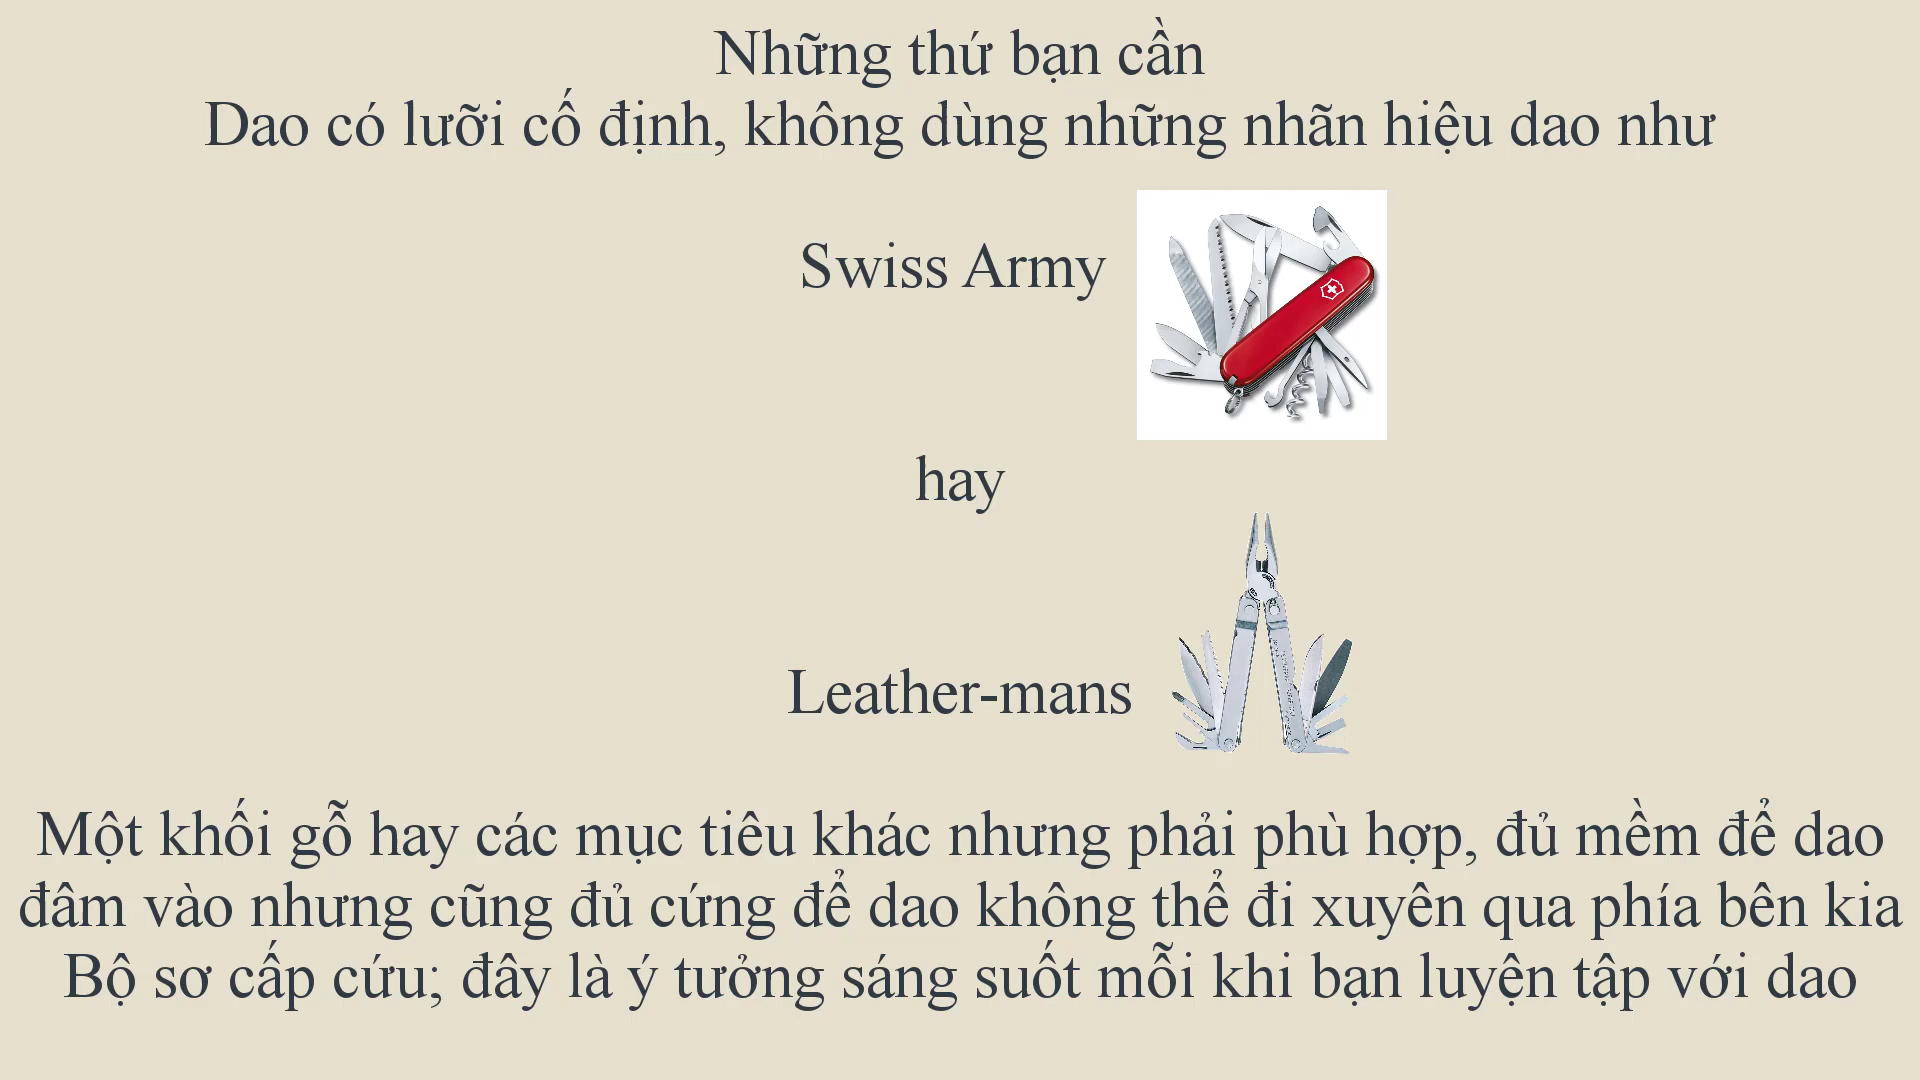 Những thứ bạn cần
Dao có lưỡi cố định, không dùng những nhãn hiệu dao như
Swiss Army
hay
Leather-mans
Một khối gỗ hay các mục tiêu khác nhưng phải phù hợp, đủ mềm để dao
đâm vào nhưng cũng đủ cứng để dao không thể đi xuyên qua phía bên kia
Bộ sơ cấp cứu; đây là ý tưởng sáng suốt mỗi khi bạn luyện tập với dao